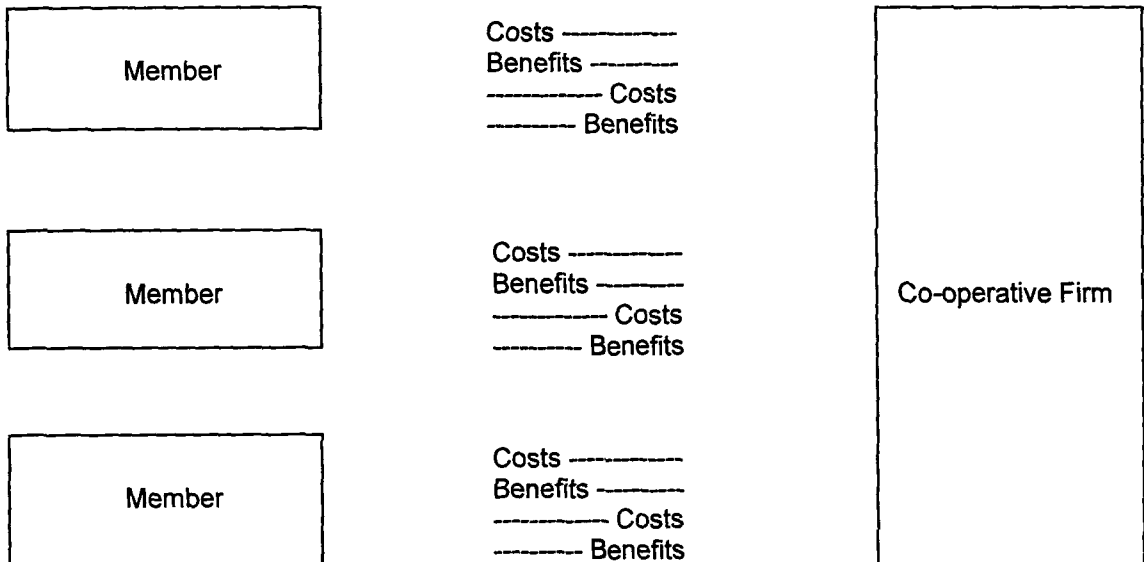 Member
Costs ----------
Benefits --------
---------- Costs
-------- Benefits
Member
Costs ----------
Benefits --------
---------- Costs
-------- Benefits
Co-operative Firm
Member
Costs ----------
Benefits --------
---------- Costs
-------- Benefits